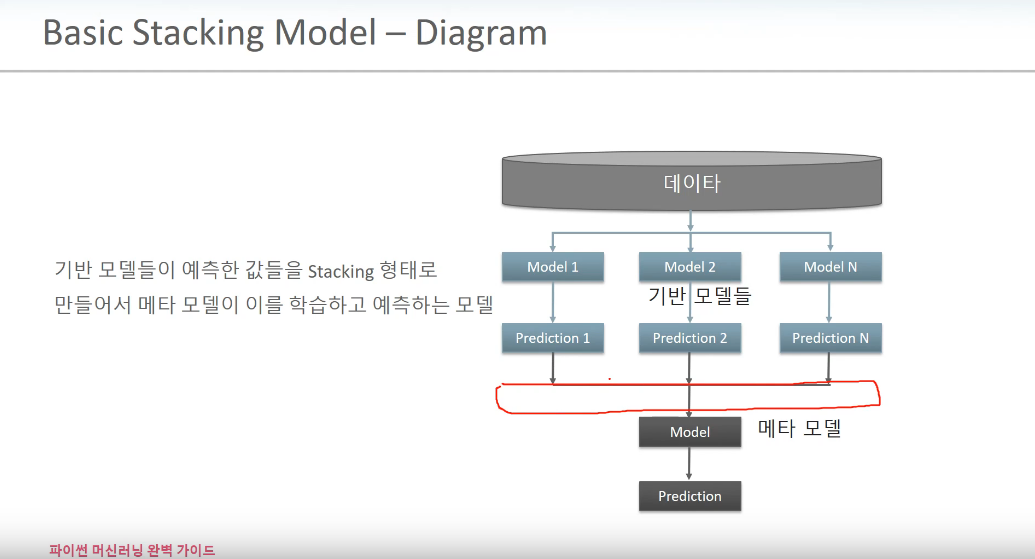 Basic Stacking Model – Diagram
데이타
기반 모델들이 예측한 값들을 Stacking 형태로
만들어서 메타 모델이 이를 학습하고 예측하는 모델
Model 1
Model 2
Model N
기반 모델들
Prediction 1
Prediction 2
Prediction N
Model
메타 모델
Prediction
파이썬 머신러닝 완벽 가이드